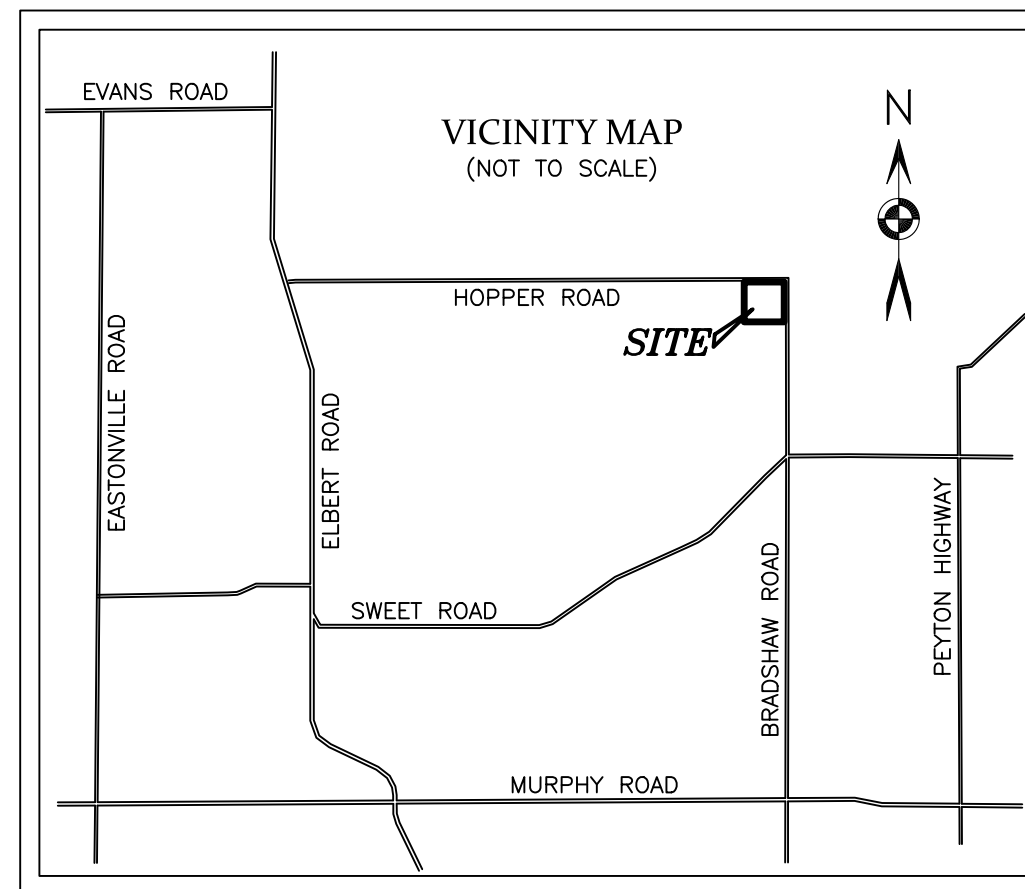 EVANS ROAD
VICINITY MAP
(NOT TO SCALE)
N
HOPPER ROAD
SITE
EASTONVILLE ROAD
ELBERT ROAD
SWEET ROAD
BRADSHAW ROAD
PEYTON HIGHWAY
MURPHY ROAD